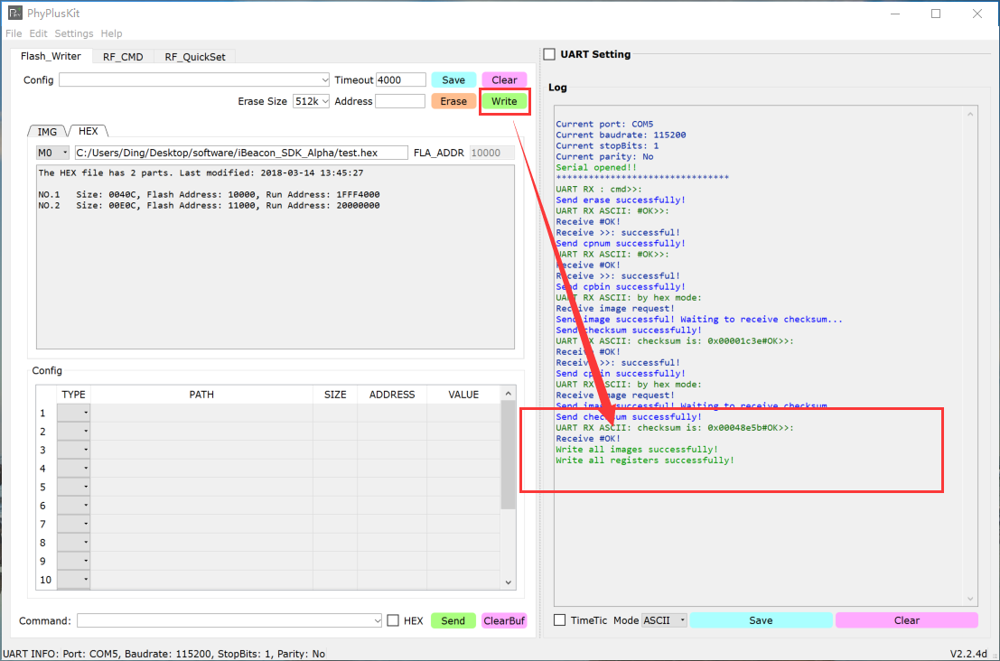 PhyPlusKit
File Edit Settings Help
Flash_Writer RF_CMD RF_QuickSet
Config Timeout 4000 Save Clear
Erase Size 512k Address Erase Write
IMG HEX
M0 C:/Users/Ding/Desktop/software/iBeacon_SDK_Alpha/test.hex FLA_ADDR 10000
The HEX file has 2 parts. Last modified: 2018-03-14 13:45:27
NO.1 Size: 0040C, Flash Address: 10000, Run Address: 1FFF4000
NO.2 Size: 00E0C, Flash Address: 11000, Run Address: 20000000
Config
TYPE PATH SIZE ADDRESS VALUE
1
2
3
4
5
6
7
8
9
10
Command: HEX Send ClearBuf
UART Setting
Log
Current port: COM5
Current baudrate: 115200
Current stopBits: 1
Current parity: No
Serial opened!!
********************************
UART RX : cmd>>:
Send erase successfully!
UART RX ASCII: #OK>>:
Receive #OK!
Receive >>: successful!
Send cpnum successfully!
UART RX ASCII: #OK>>:
Receive #OK!
Receive >>: successful!
Send cpbin successfully!
UART RX ASCII: by hex mode:
Receive image request!
Send image successful! Waiting to receive checksum...
Send checksum successfully!
UART RX ASCII: checksum is: 0x00001c3e#OK>>:
Receive #OK!
Receive >>: successful!
Send cpbin successfully!
UART RX ASCII: by hex mode:
Receive image request!
Send image successful! Waiting to receive checksum...
Send checksum successfully!
UART RX ASCII: checksum is: 0x00048e5b#OK>>:
Receive #OK!
Write all images successfully!
Write all registers successfully!
TimeTic Mode ASCII Save Clear
UART INFO: Port: COM5, Baudrate: 115200, StopBits: 1, Parity: No V2.2.4d